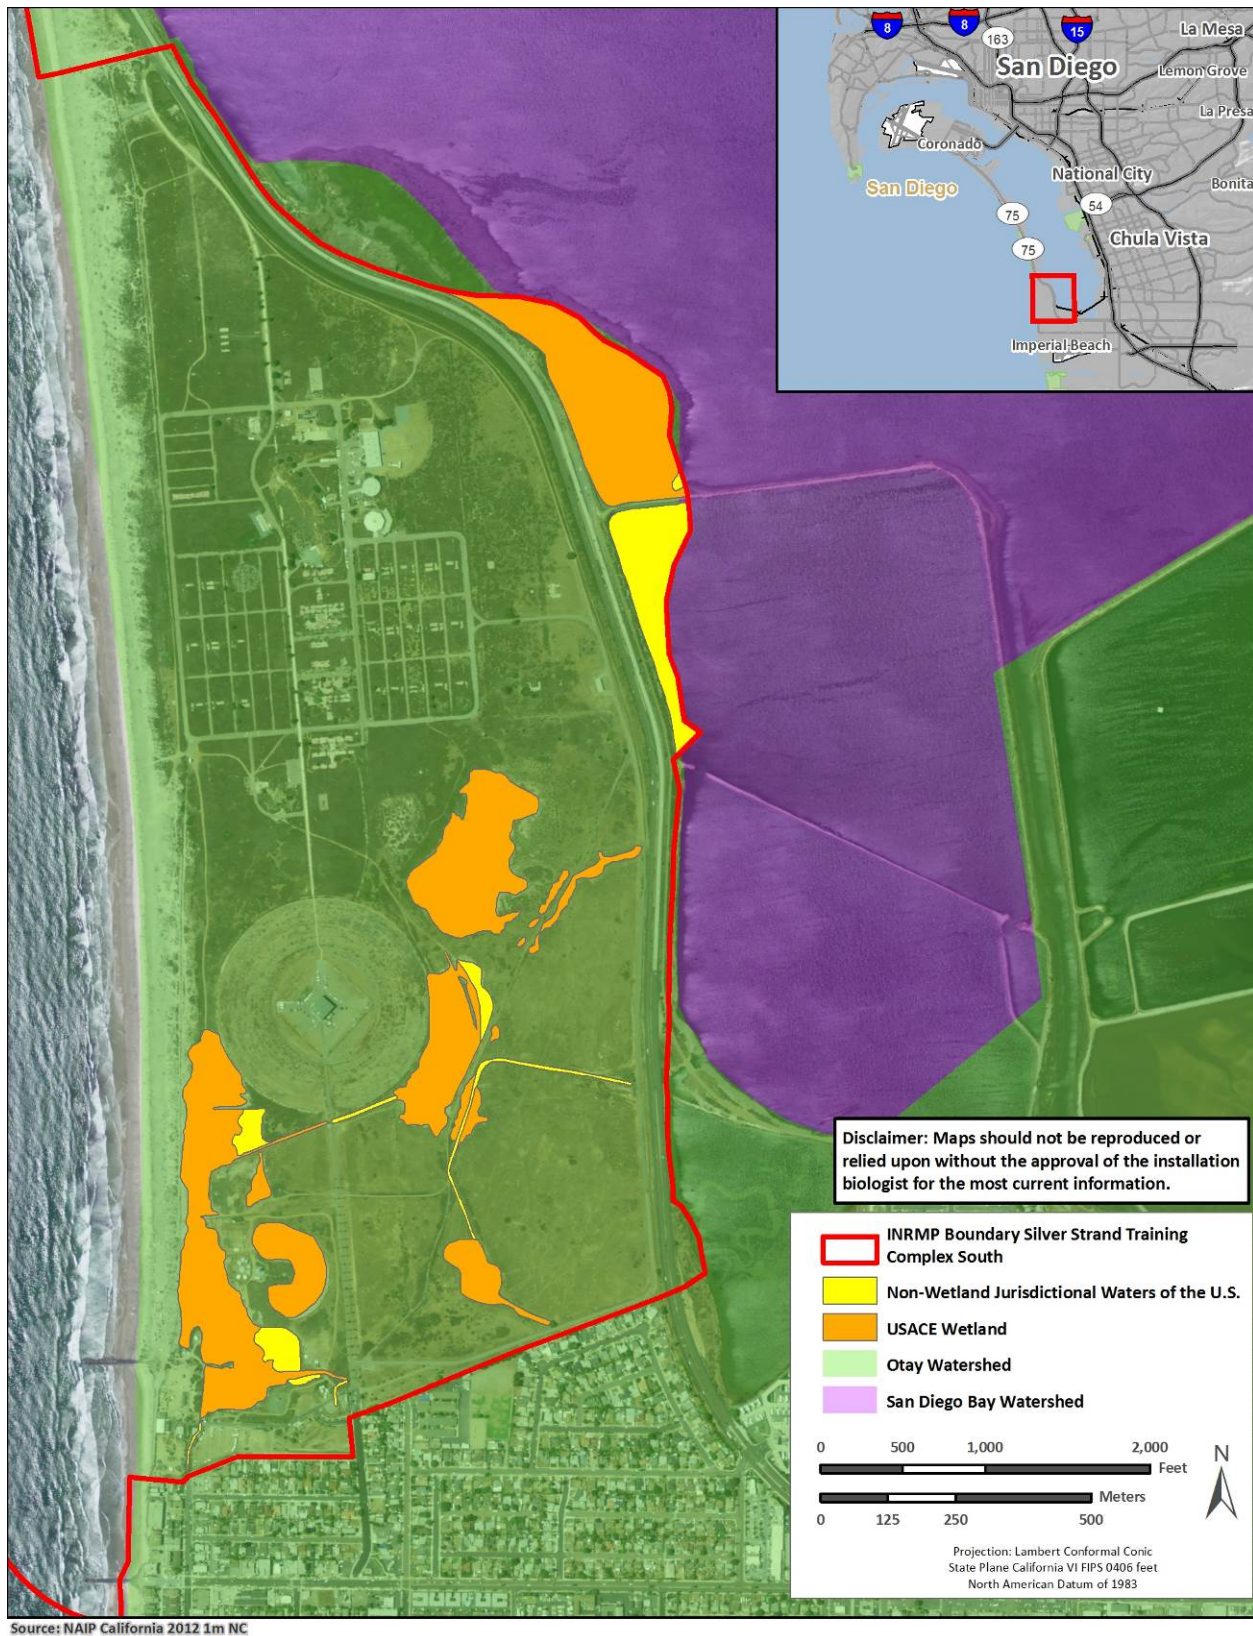 8
8
15
163
La Mesa
San Diego
Lemon Grove
La Presa
Coronado
National City
San Diego
Bonita
54
75
Chula Vista
75
Imperial Beach
Disclaimer: Maps should not be reproduced or
relied upon without the approval of the installation
biologist for the most current information.
INRMP Boundary Silver Strand Training
Complex South
Non-Wetland Jurisdictional Waters of the U.S.
USACE Wetland
Otay Watershed
San Diego Bay Watershed
0 500 1,000 2,000
Feet
N
Meters
0 125 250 500
Projection: Lambert Conformal Conic
State Plane California VI FIPS 0406 feet
North American Datum of 1983
Source: NAIP California 2012 1m NC